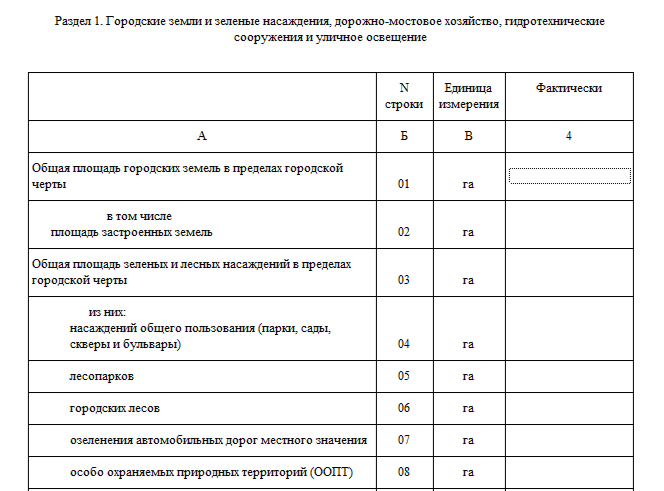 Раздел 1. Городские земли и зеленые насаждения, дорожно-мостовое хозяйство, гидротехнические
сооружения и уличное освещение
N
строки
Единица
измерения
Фактически
А
Б
В
4
Общая площадь городских земель в пределах городской
черты
01
га
в том числе
площадь застроенных земель
02
га
Общая площадь зеленых и лесных насаждений в пределах
городской черты
03
га
из них:
насаждений общего пользования (парки, сады,
скверы и бульвары)
04
га
лесопарков
05
га
городских лесов
06
га
озеленения автомобильных дорог местного значения
07
га
особо охраняемых природных территорий (ООПТ)
08
га